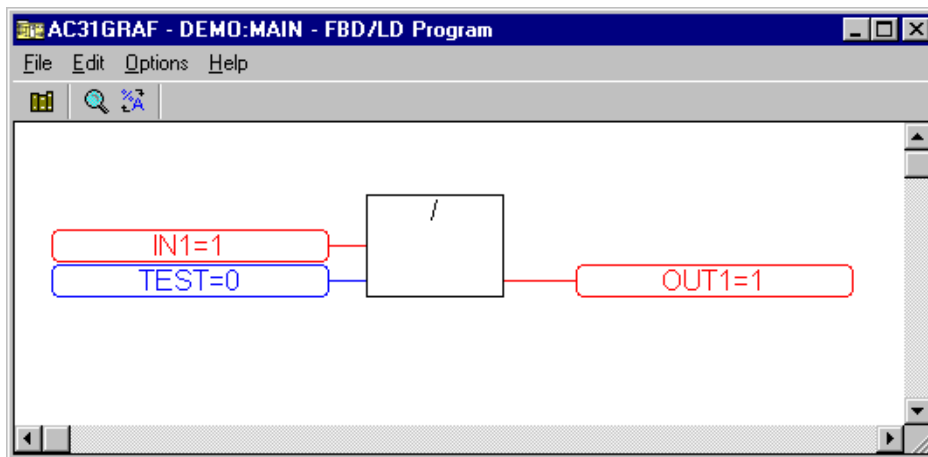 AC31GRAF - DEMO:MAIN - FBD/LD Program
File Edit Options Help
/
IN1=1
TEST=0
OUT1=1